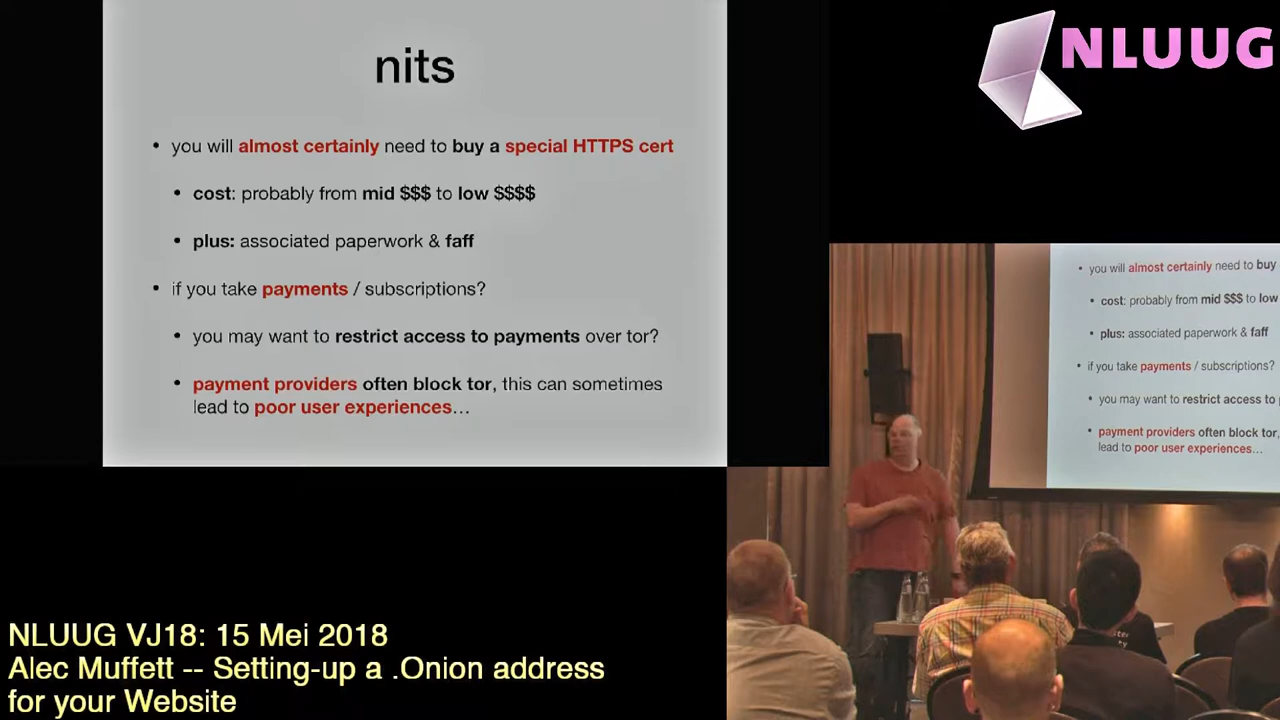 nits
• you will almost certainly need to buy a special HTTPS cert
• cost: probably from mid $$$ to low $$$$
• plus: associated paperwork & faff
• if you take payments / subscriptions?
• you may want to restrict access to payments over tor?
• payment providers often block tor, this can sometimes
lead to poor user experiences…
NLUUG
• you will almost certainly need to buy
• cost: probably from mid $$$ to low
• plus: associated paperwork & faff
• if you take payments / subscriptions?
• you may want to restrict access to
• payment providers often block tor,
lead to poor user experiences…
NLUUG VJ18: 15 Mei 2018
Alec Muffett -- Setting-up a .Onion address
for your Website